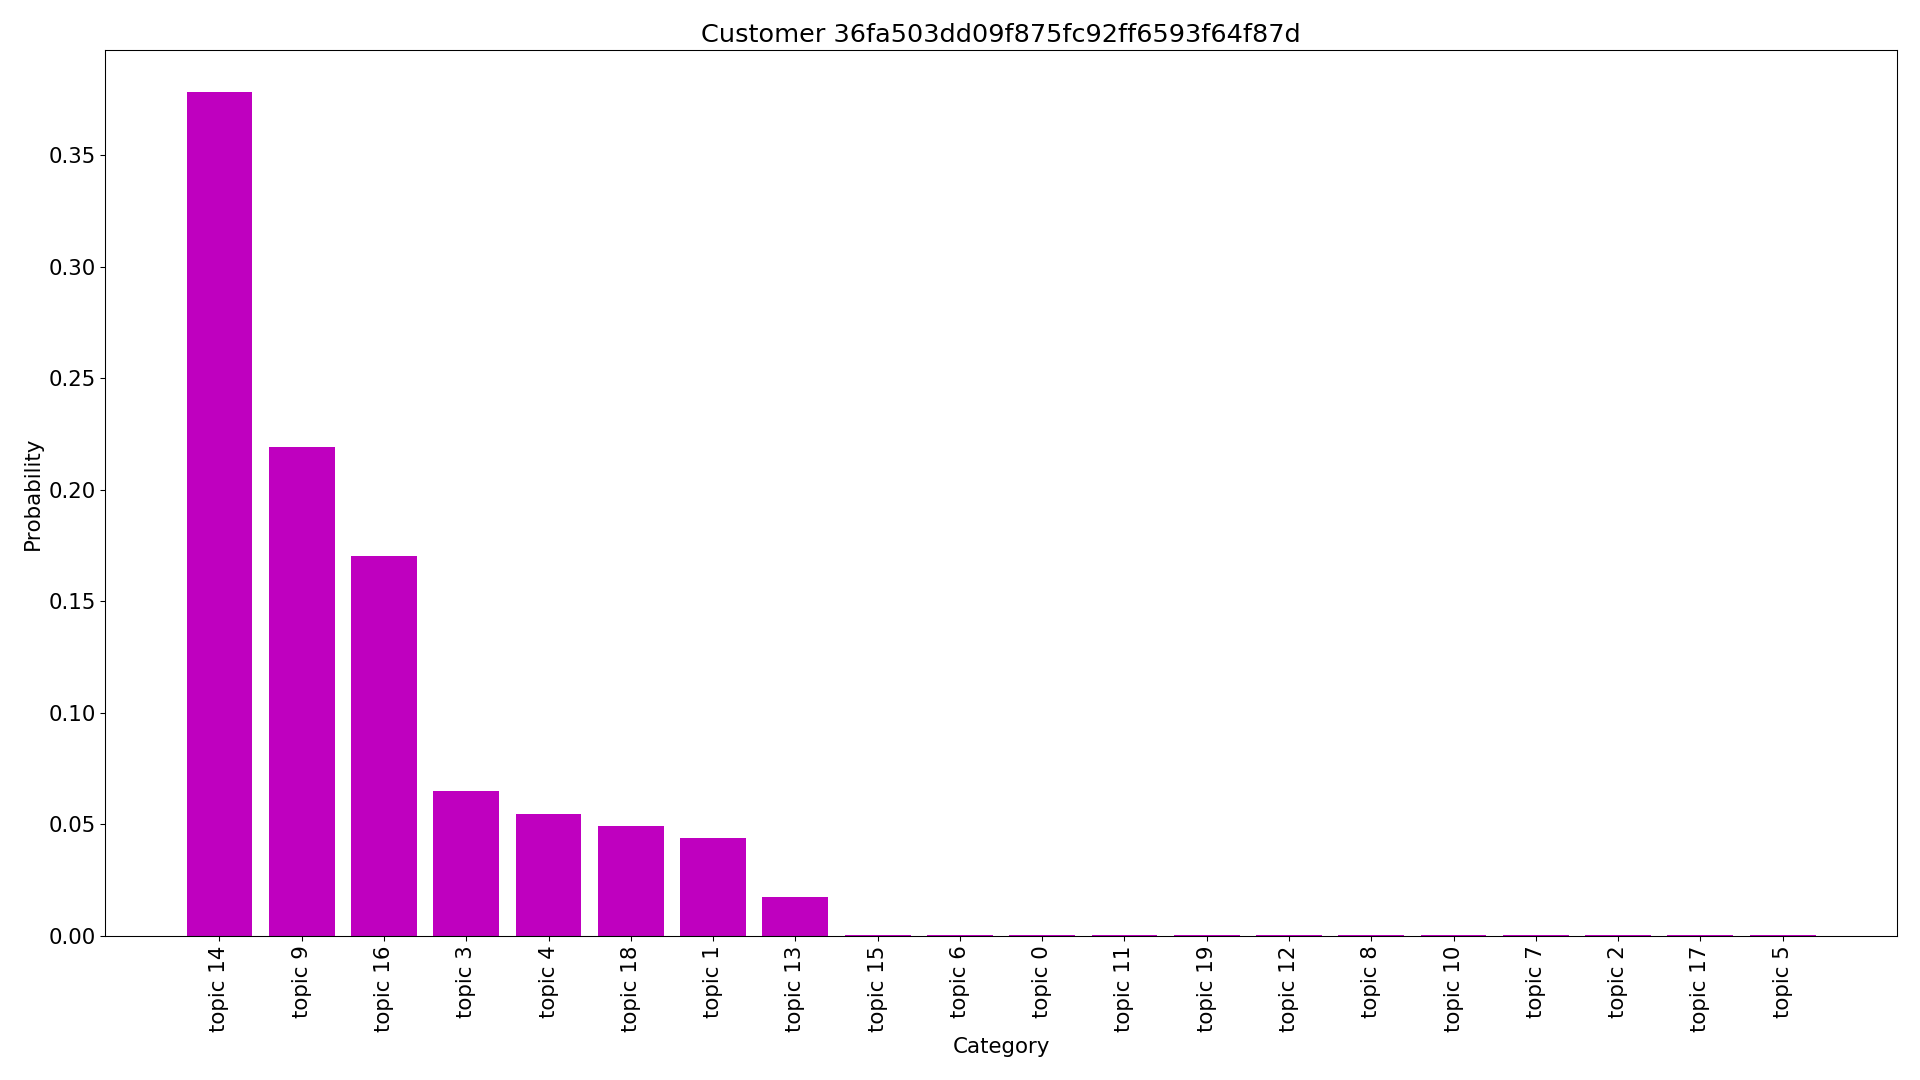 Customer 36fa503dd09f875fc92ff6593f64f87d
Probability
0.35
0.30
0.25
0.20
0.15
0.10
0.05
0.00
topic 14
topic 9
topic 16
topic 3
topic 4
topic 18
topic 1
topic 13
topic 15
topic 6
topic 0
topic 11
topic 19
topic 12
topic 8
topic 10
topic 7
topic 2
topic 17
topic 5
Category